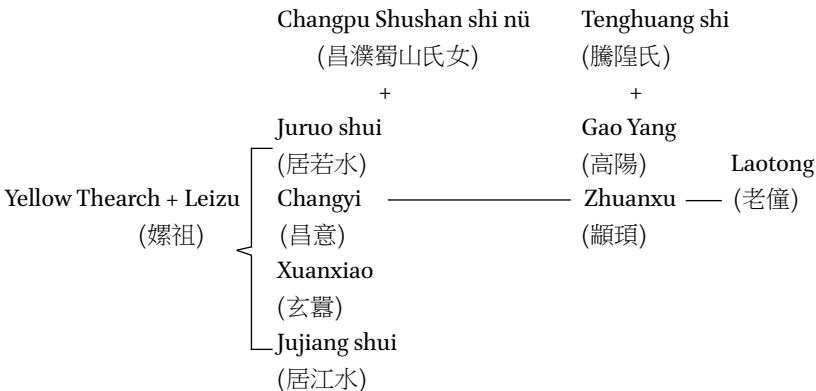 Changpu Shushan shi nü
(昌濮蜀山氏女)
Tenghuang shi
(騰隍氏)
+
+
Juruo shui
(居若水)
Gao Yang
(高陽)
Laotong
(老僮)
Yellow Thearch + Leizu
(嫘祖)
Changyi
(昌意)
Zhuanxu
(顓頊)
Xuanxiao
(玄囂)
Jujiang shui
(居江水)